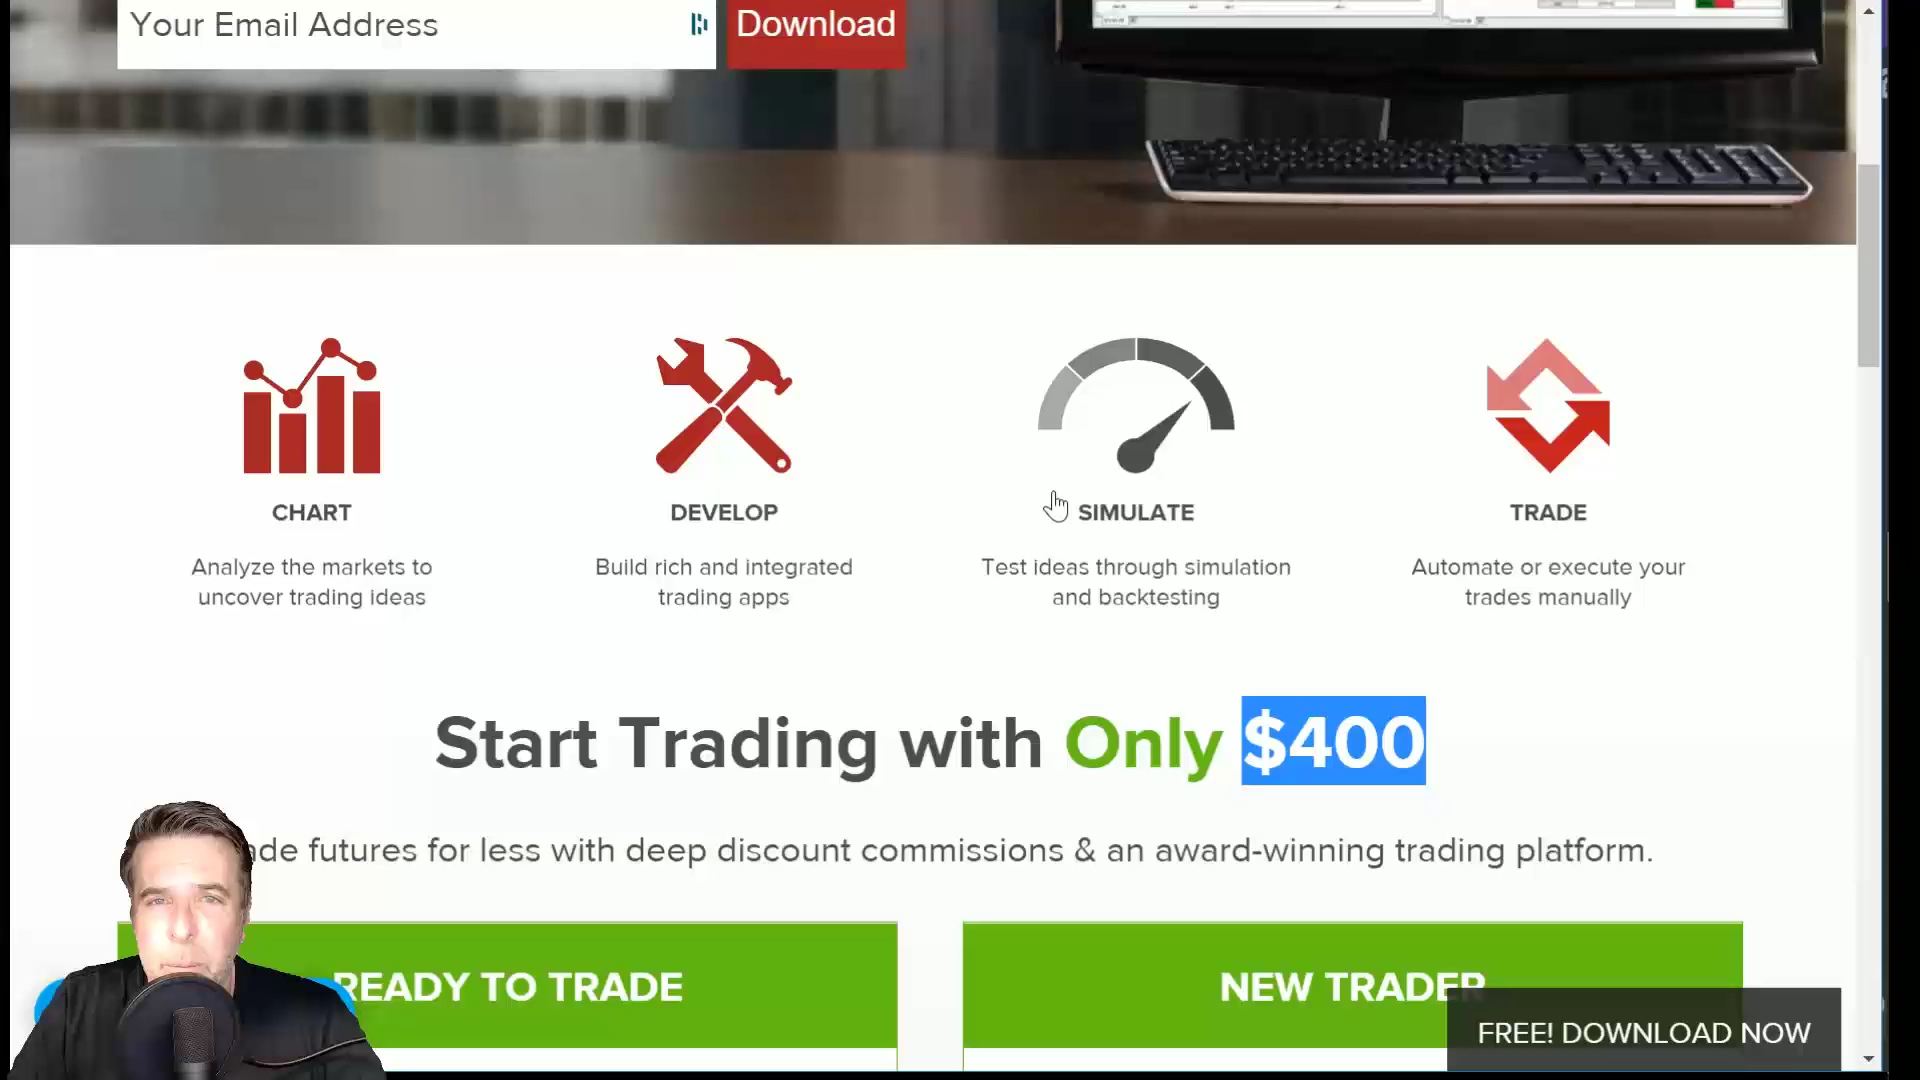 Your Email Address
Download
CHART
Analyze the markets to
uncover trading ideas
DEVELOP
Build rich and integrated
trading apps
SIMULATE
Test ideas through simulation
and backtesting
TRADE
Automate or execute your
trades manually
Start Trading with Only $400
ade futures for less with deep discount commissions & an award-winning trading platform.
READY TO TRADE
NEW TRADER
FREE! DOWNLOAD NOW